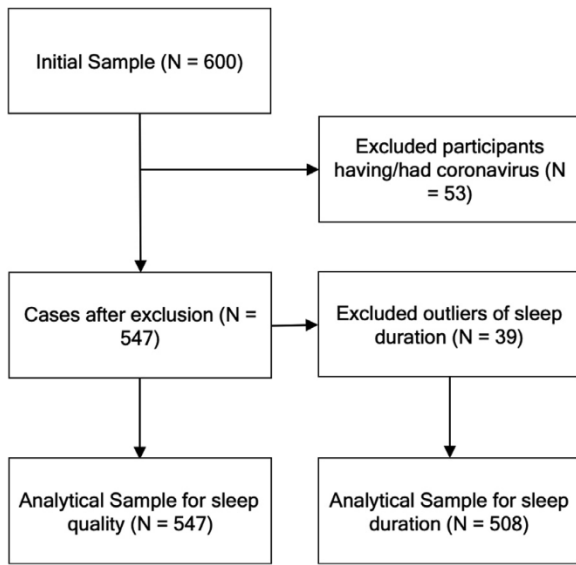 Initial Sample (N = 600)
Excluded participants
having/had coronavirus (N
= 53)
Cases after exclusion (N =
547)
Excluded outliers of sleep
duration (N = 39)
Analytical Sample for sleep
quality (N = 547)
Analytical Sample for sleep
duration (N = 508)